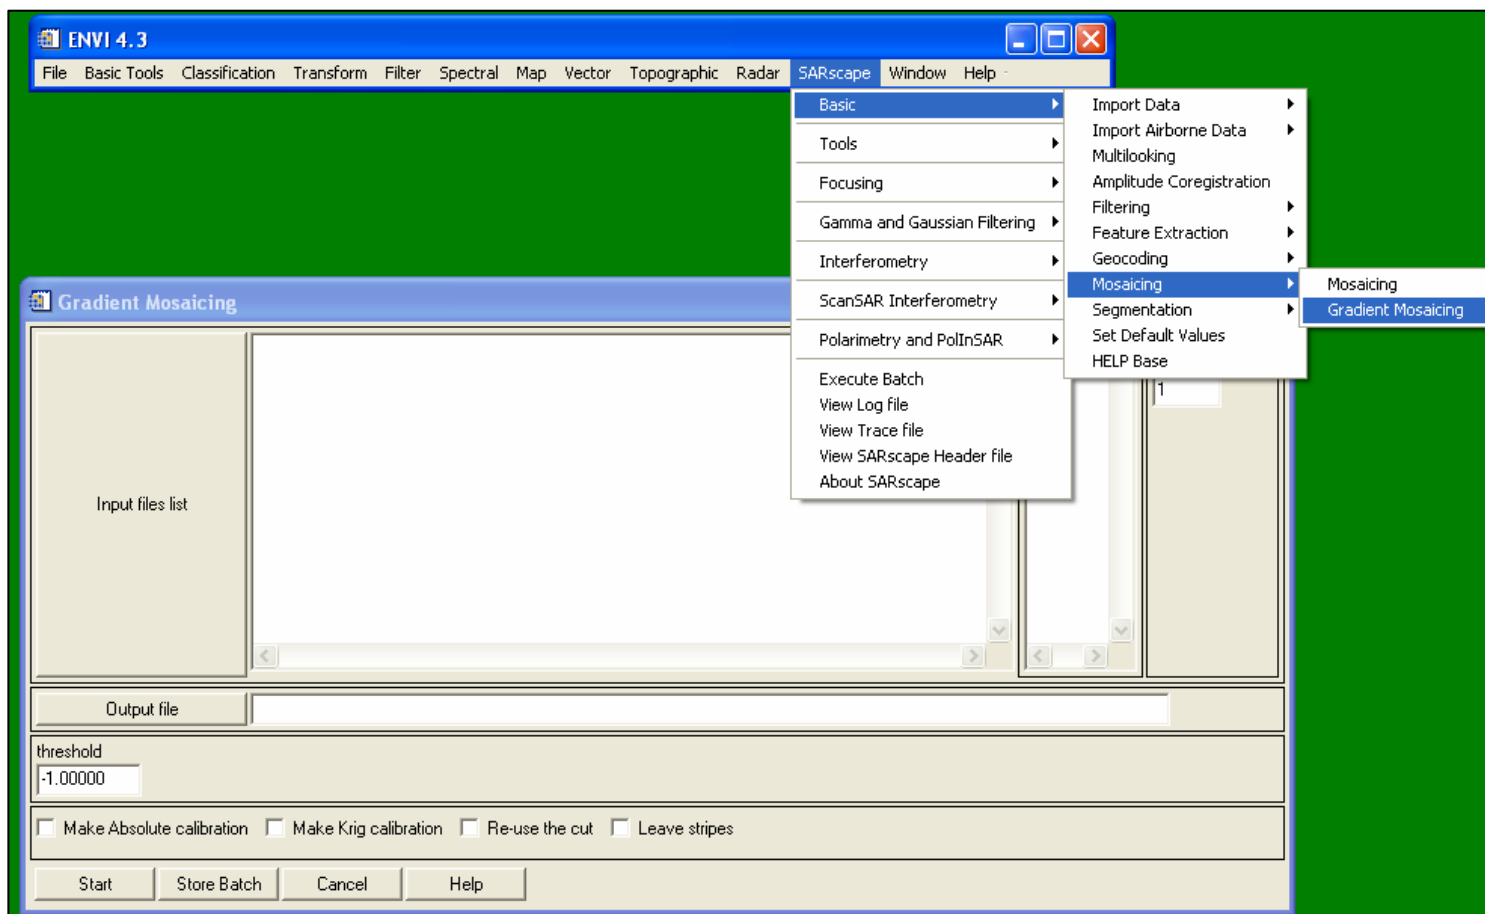 ENVI 4.3
File Basic Tools Classification Transform Filter Spectral Map Vector Topographic Radar SARscape Window Help
Basic
Tools
Focusing
Gamma and Gaussian Filtering
Interferometry
ScanSAR Interferometry
Polarimetry and PolInSAR
Execute Batch
View Log file
View Trace file
View SARscape Header file
About SARscape
Import Data
Import Airborne Data
Multilooking
Amplitude Coregistration
Filtering
Feature Extraction
Geocoding
Mosaicing
Segmentation
Set Default Values
HELP Base
Mosaicing
Gradient Mosaicing
Gradient Mosaicing
1
Input files list
Output file
threshold
-1.00000
Make Absolute calibration Make Krig calibration Re-use the cut Leave stripes
Start Store Batch Cancel Help